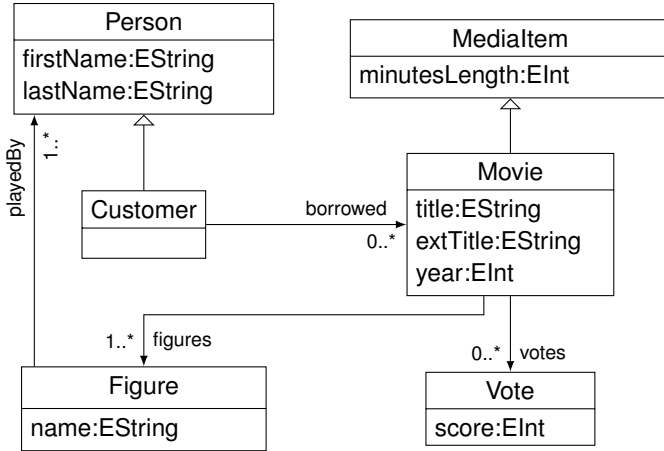 Person
firstName:EString
lastName:EString
MediaItem
minutesLength:EInt
playedBy
1..*
Customer
borrowed
0..*
Movie
title:EString
extTitle:EString
year:EInt
1..* figures
0..* votes
Figure
name:EString
Vote
score:EInt